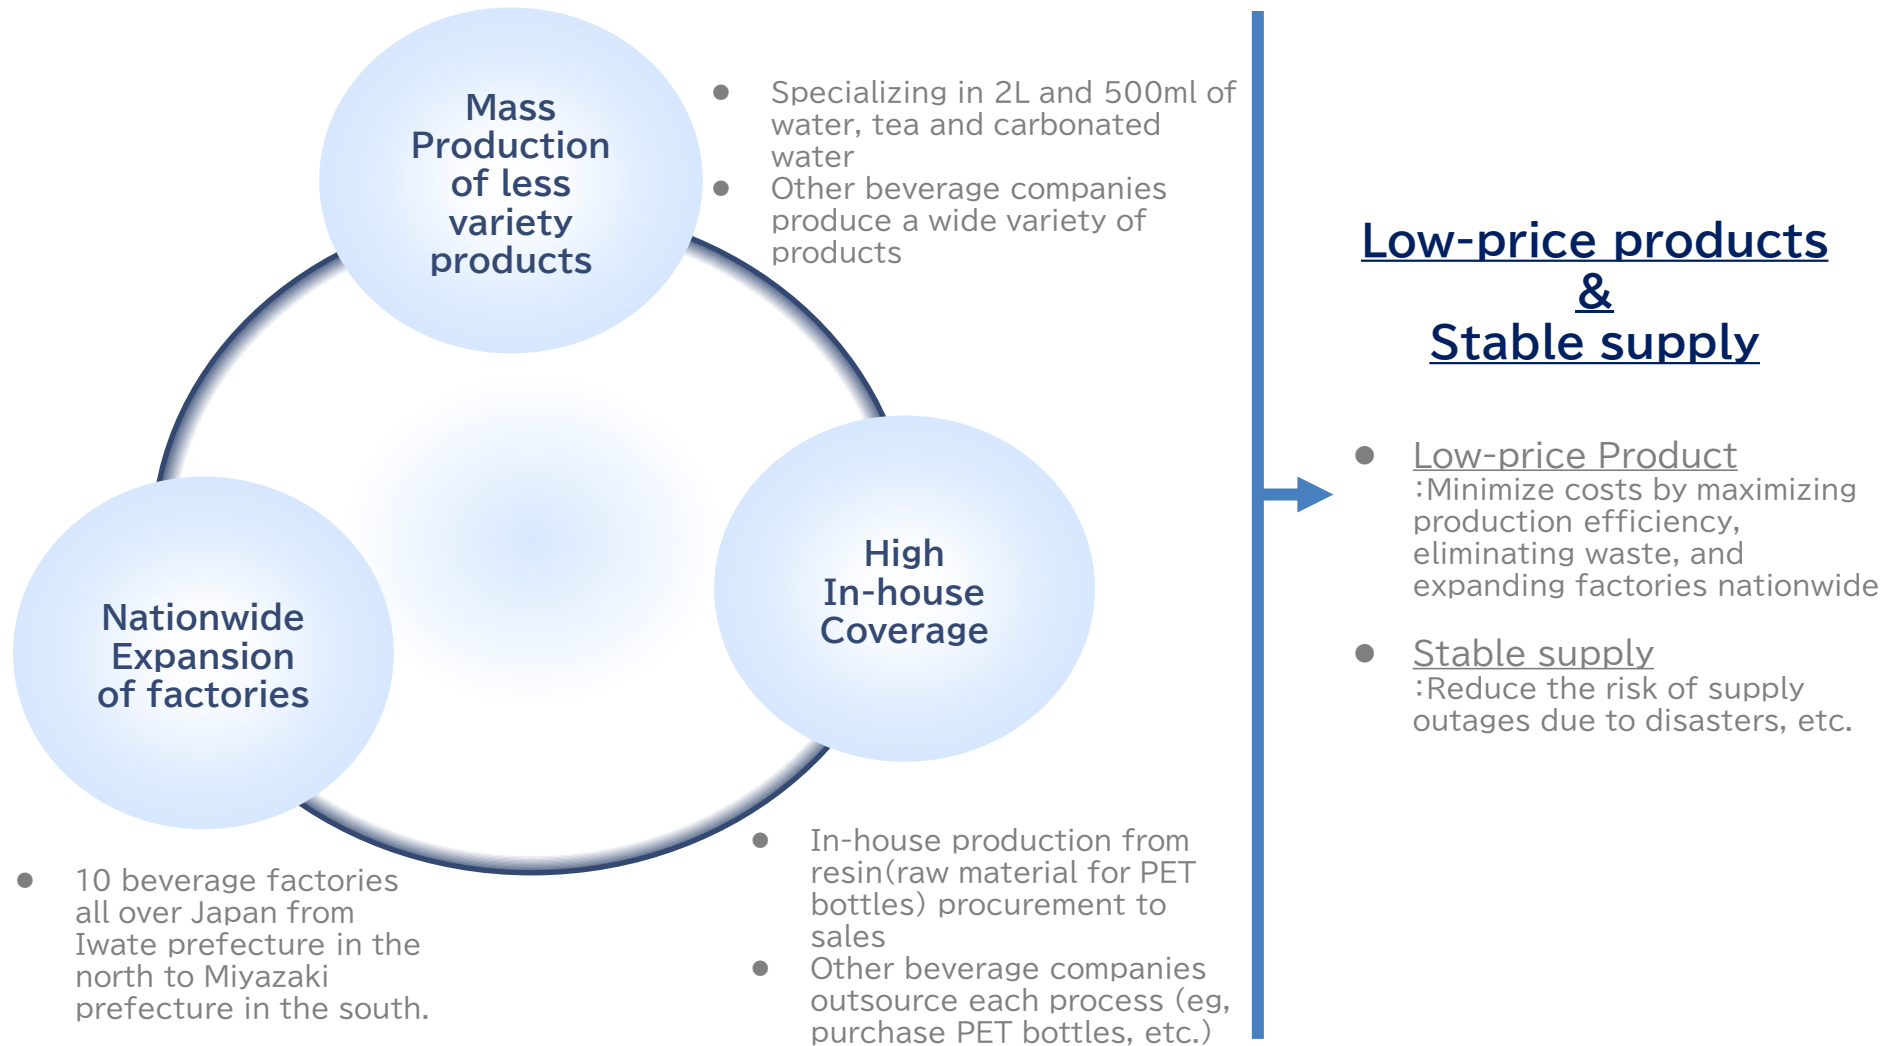 Mass
Production
of less
variety
products
● Specializing in 2L and 500ml of
water, tea and carbonated
water
● Other beverage companies
produce a wide variety of
products
High
In-house
Coverage
● In-house production from
resin(raw material for PET
bottles) procurement to
sales
● Other beverage companies
outsource each process (eg,
purchase PET bottles, etc.)
Nationwide
Expansion
of factories
● 10 beverage factories
all over Japan from
Iwate prefecture in the
north to Miyazaki
prefecture in the south.
Low-price products
&
Stable supply
● Low-price Product
:Minimize costs by maximizing
production efficiency,
eliminating waste, and
expanding factories nationwide
● Stable supply
:Reduce the risk of supply
outages due to disasters, etc.